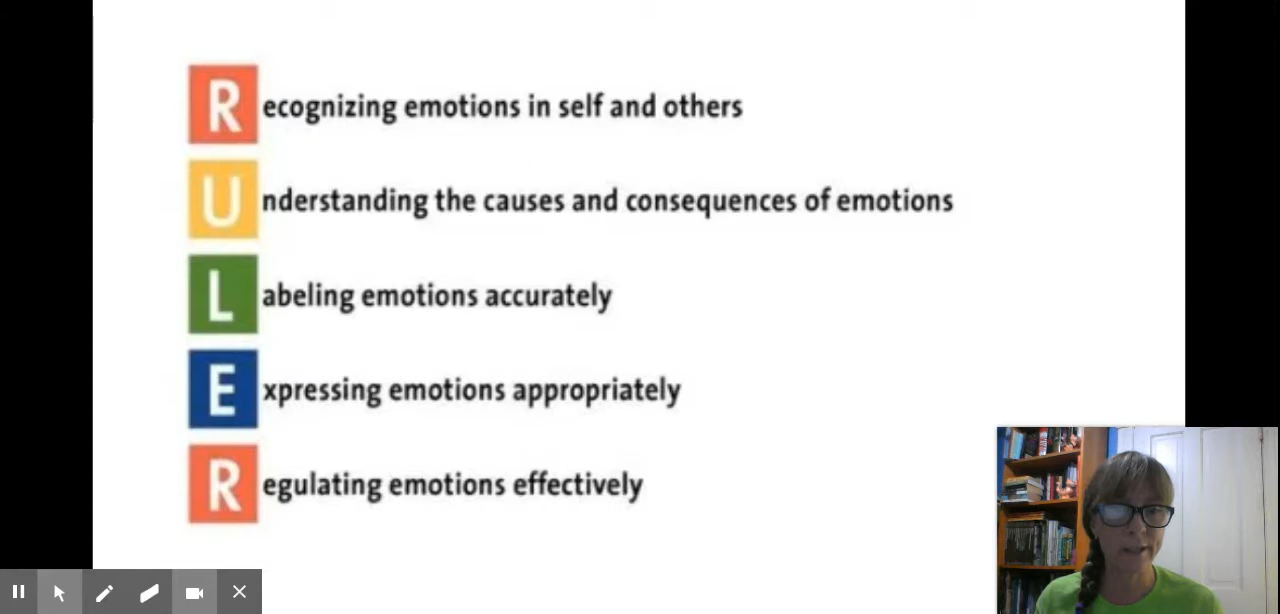 Recognizing emotions in self and others
Understanding the causes and consequences of emotions
Labeling emotions accurately
Expressing emotions appropriately
Regulating emotions effectively